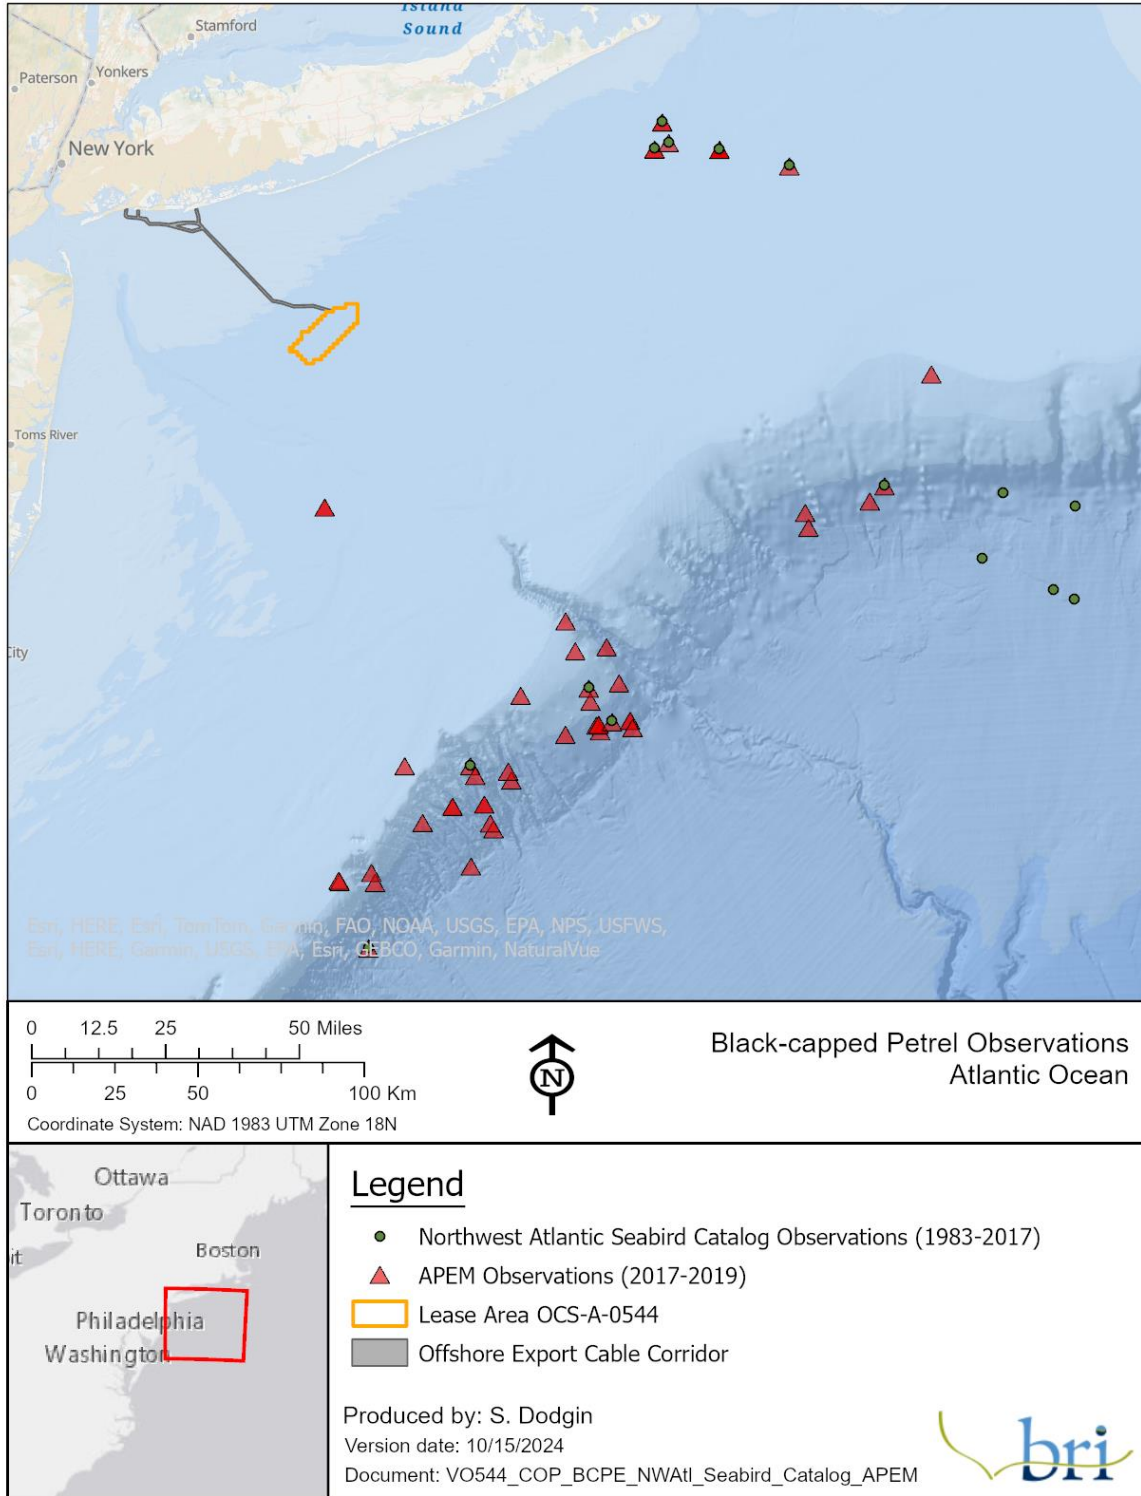 Island
Sound
Stamford
Paterson
Yonkers
New York
Toms River
City
Esri, HERE, Esri, TomTom, Garmin, FAO, NOAA, USGS, EPA, NPS, USFWS,
Esri, HERE, Garmin, USGS, EPA, Esri, GEBCO, Garmin, NaturalVue
0 12.5 25 50 Miles
0 25 50 100 Km
Coordinate System: NAD 1983 UTM Zone 18N
N
Black-capped Petrel Observations
Atlantic Ocean
Ottawa
Toronto
it
Boston
Philadelphia
Washington
Legend
Northwest Atlantic Seabird Catalog Observations (1983-2017)
APEM Observations (2017-2019)
Lease Area OCS-A-0544
Offshore Export Cable Corridor
Produced by: S. Dodgin
Version date: 10/15/2024
Document: VO544_COP_BCPE_NWAtl_Seabird_Catalog_APEM
bri